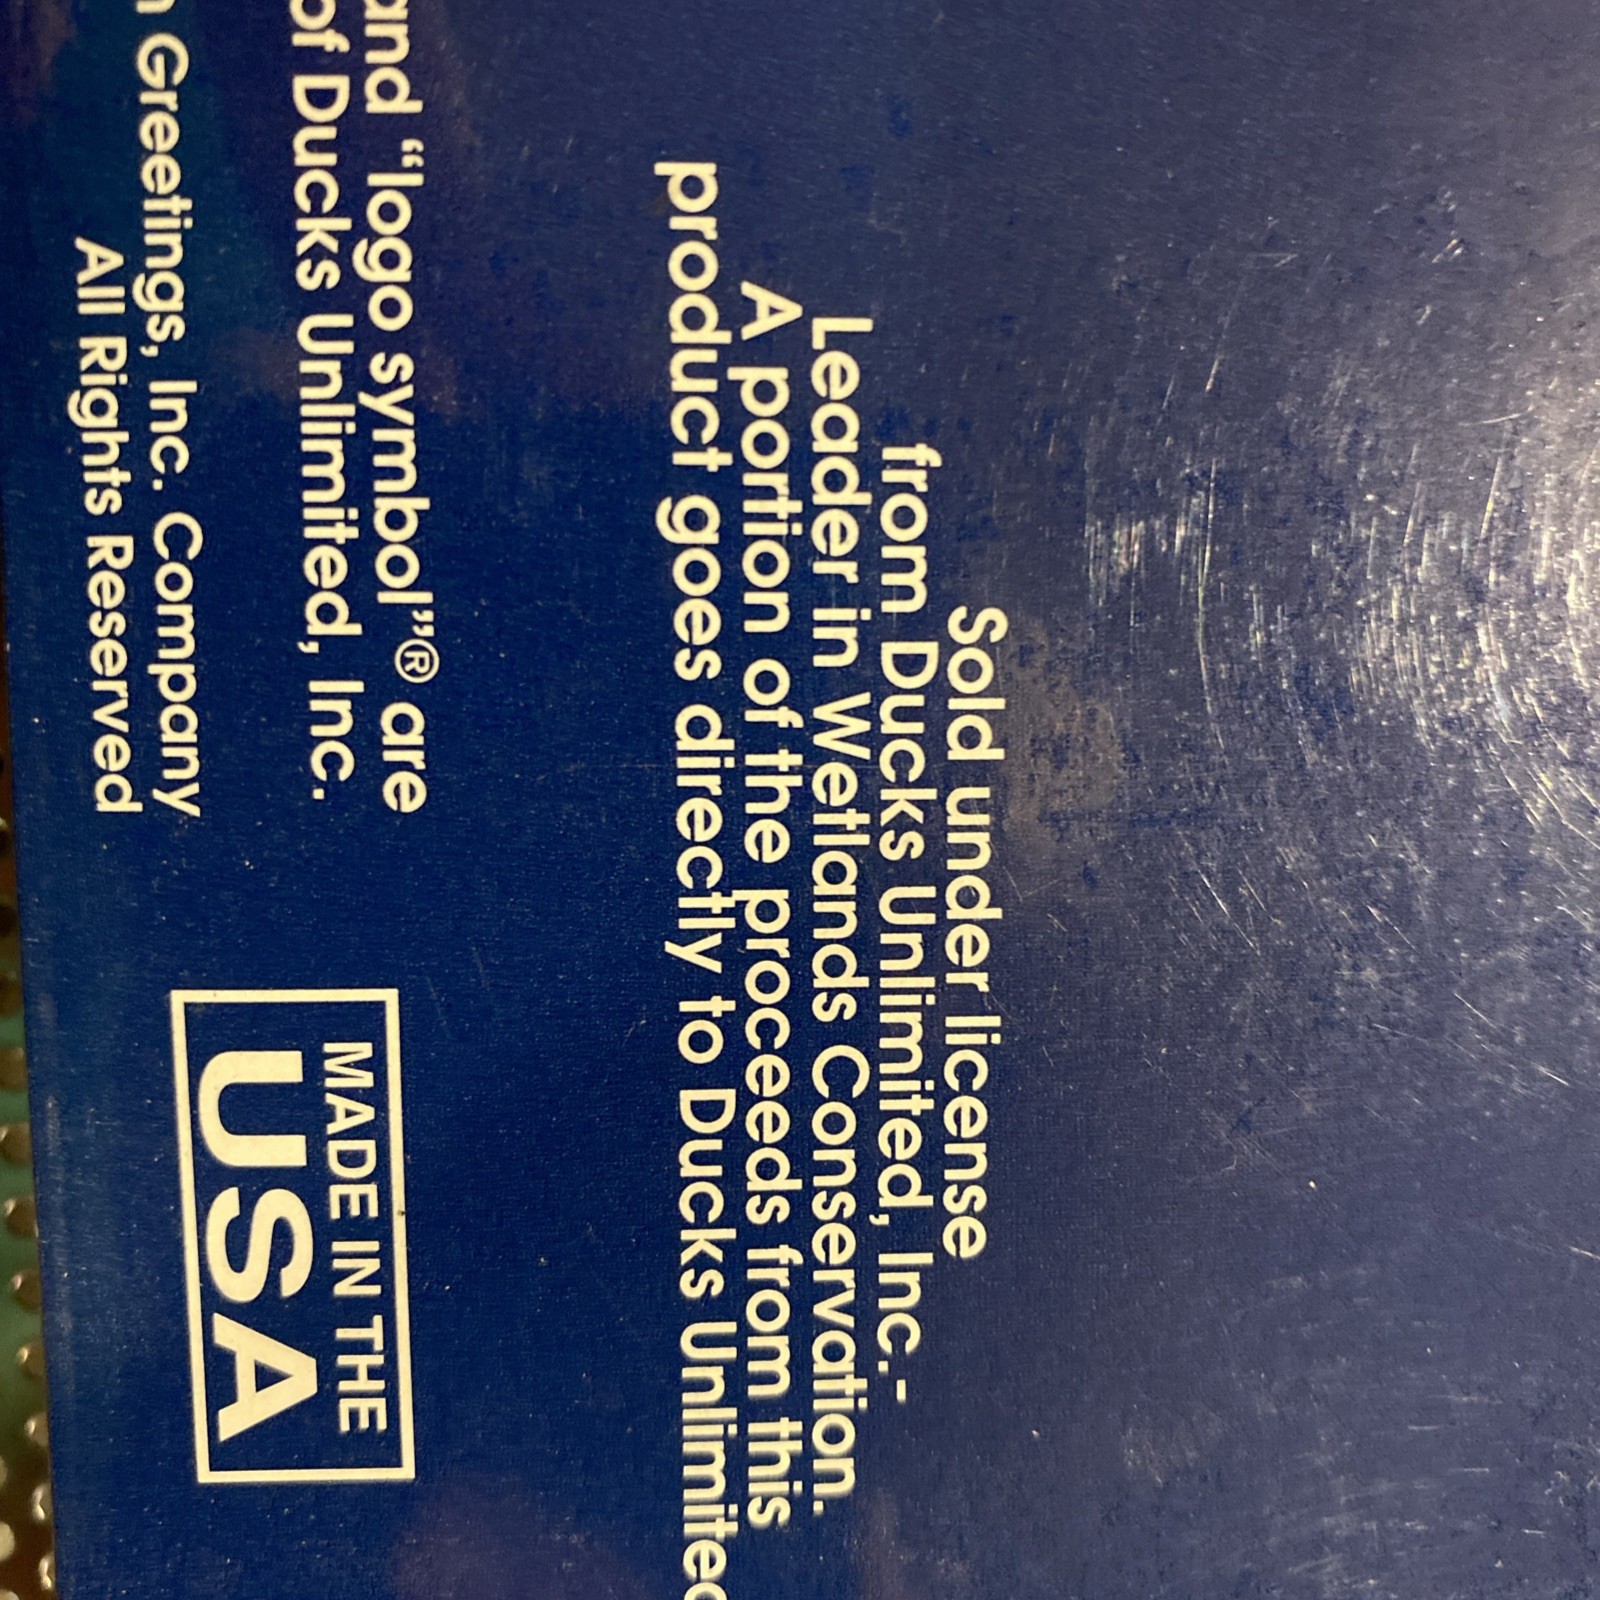 Sold under license
from Ducks Unlimited, Inc.-
Leader in Wetlands Conservation.
A portion of the proceeds from this
product goes directly to Ducks Unlimited
and “logo symbol”® are
of Ducks Unlimited, Inc.
Greetings, Inc. Company
All Rights Reserved
MADE IN THE
USA